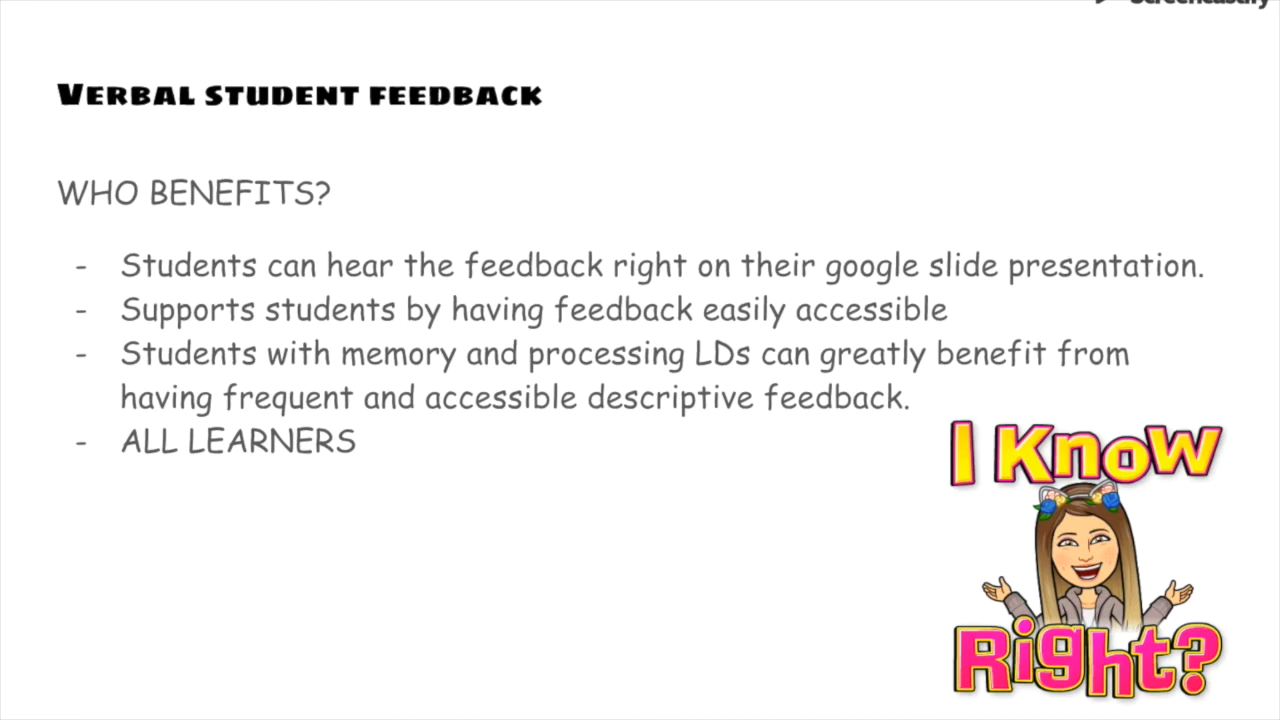 VERBAL STUDENT FEEDBACK
WHO BENEFITS?
- Students can hear the feedback right on their google slide presentation.
- Supports students by having feedback easily accessible
- Students with memory and processing LDs can greatly benefit from
having frequent and accessible descriptive feedback.
- ALL LEARNERS
I Know
Right?